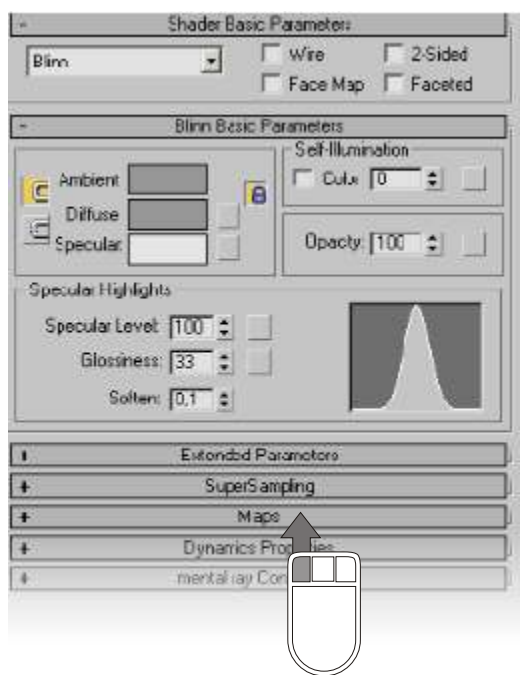 - Shader Basic Parameters
Blinn Wire 2-Sided
Face Map Faceted
- Blinn Basic Parameters
Self-Illumination
Ambient: Color 0
Diffuse:
Specular: Opacity: 100
Specular Highlights
Specular Level: 100
Glossiness: 33
Soften: 0,1
+ Extended Parameters
+ SuperSampling
+ Maps
+ Dynamics Properties
+ mental ray Con